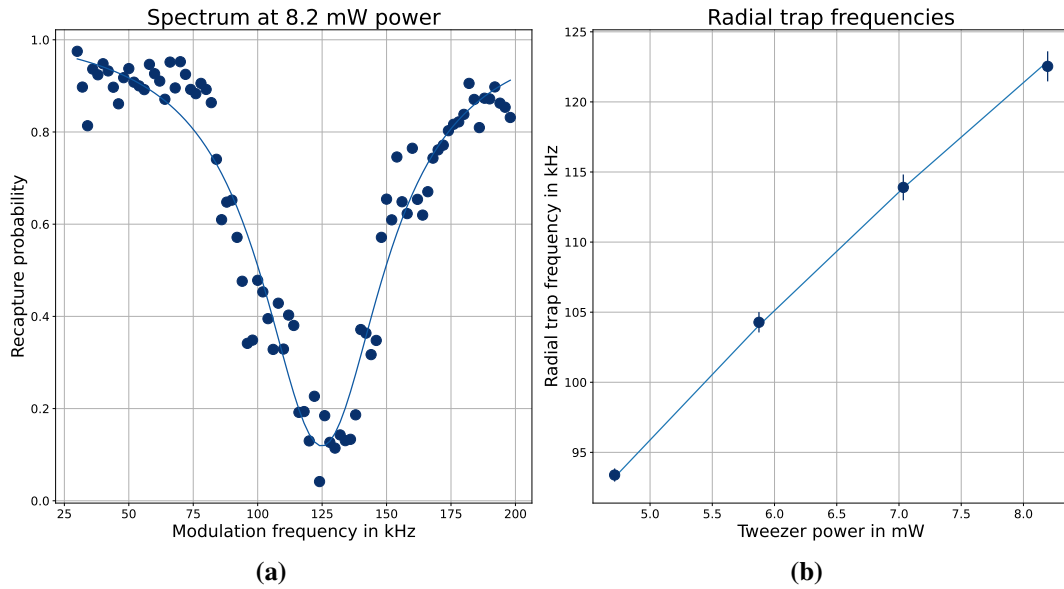 Spectrum at 8.2 mW power
Recapture probability
1.0
0.8
0.6
0.4
0.2
0.0
25 50 75 100 125 150 175 200
Modulation frequency in kHz
(a)
Radial trap frequencies
Radial trap frequency in kHz
125
120
115
110
105
100
95
5.0 5.5 6.0 6.5 7.0 7.5 8.0
Tweezer power in mW
(b)